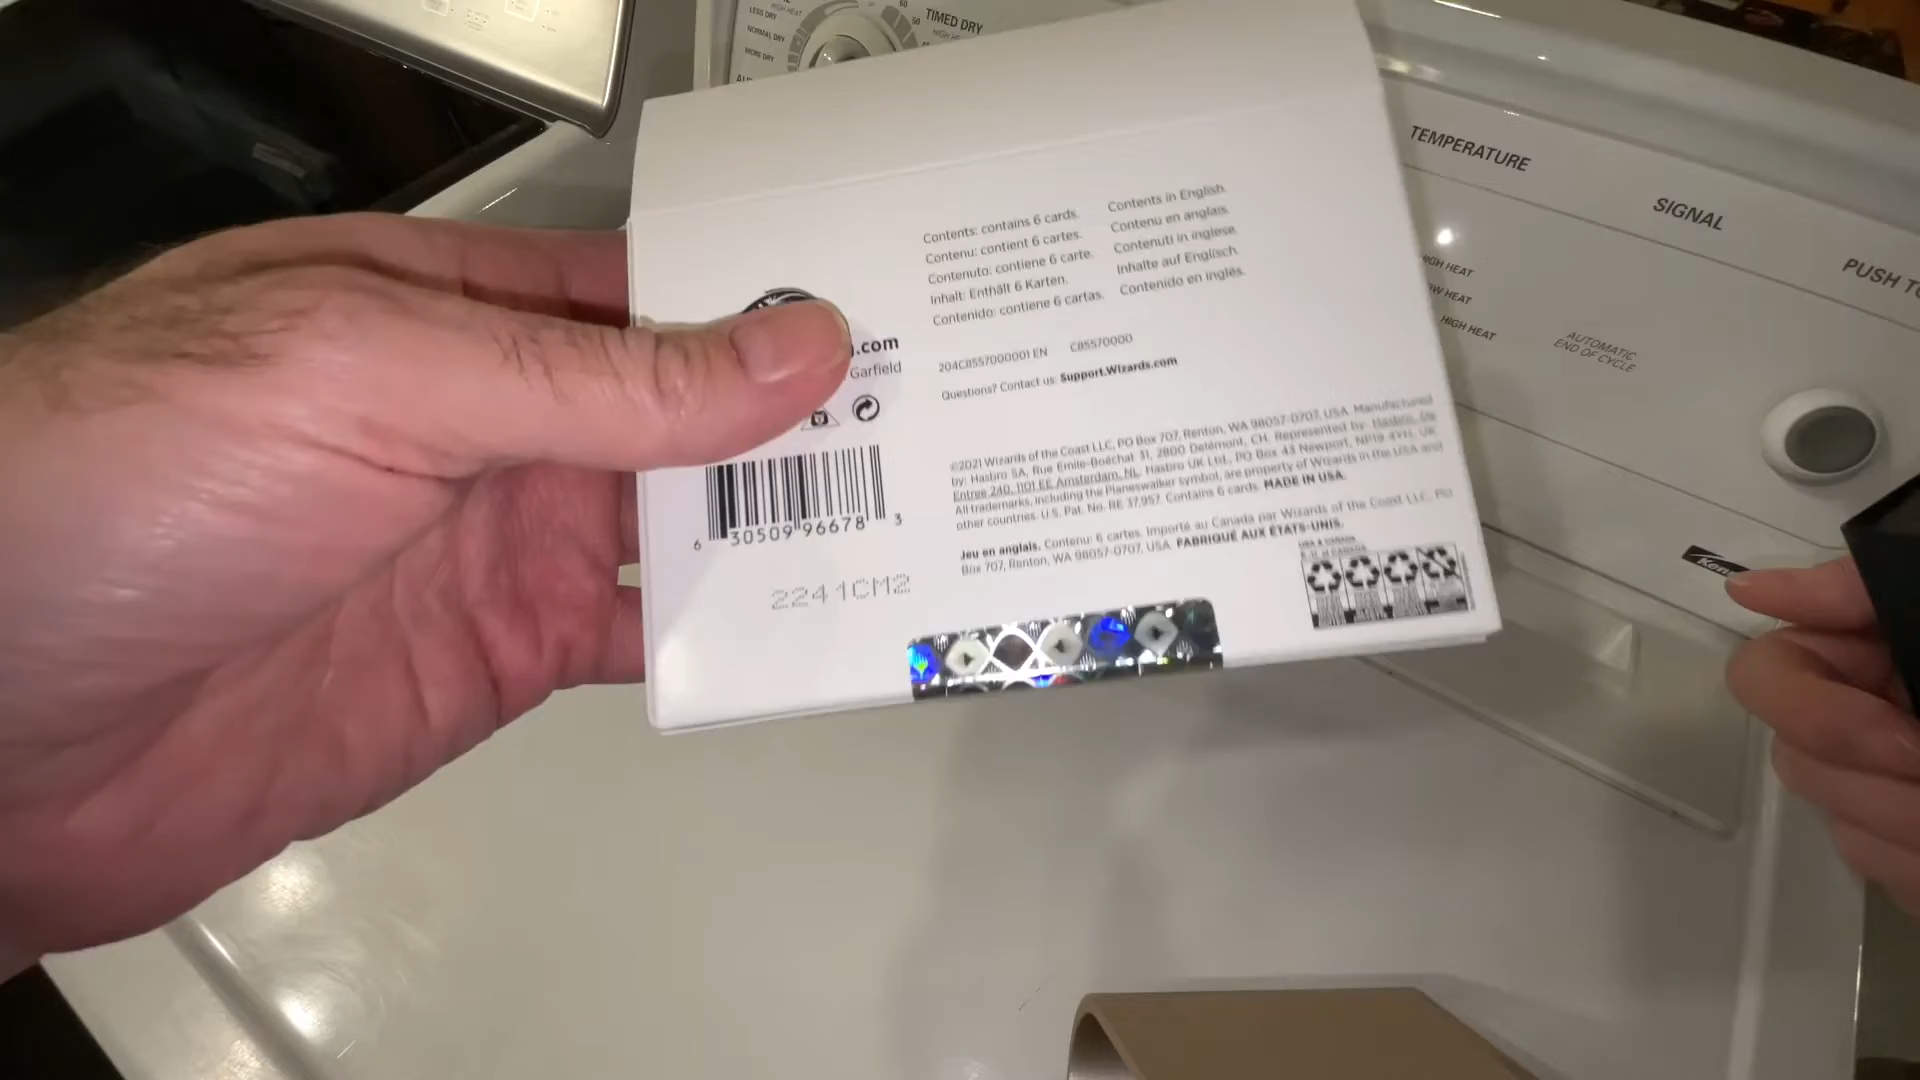 LESS DRY
HIGH HEAT
NORMAL DRY
MORE DRY
60
50
TIMED DRY
TEMPERATURE
SIGNAL
PUSH TO
HIGH HEAT
LOW HEAT
HIGH HEAT
AUTOMATIC
END OF CYCLE
Contents: contains 6 cards.
Contenu: contient 6 cartes.
Contenuto: contiene 6 carte.
Inhalt: Enthält 6 Karten.
Contenido: contiene 6 cartas.
Contents in English.
Contenu en anglais.
Contenuti in inglese.
Inhalte auf Englisch.
Contenido en inglés.
.com
Garfield
204C8557000001 EN C85570000
Questions? Contact us: Support.Wizards.com
©2021 Wizards of the Coast LLC, PO Box 707, Renton, WA 98057-0707, USA. Manufactured
by: Hasbro SA, Rue Emile-Boéchat 31, 2800 Delémont, CH. Represented by: Hasbro, De
Entree 240, 1101 EE Amsterdam, NL. Hasbro UK Ltd., PO Box 43 Newport, NP19 4YH, UK.
All trademarks, including the Planeswalker symbol, are property of Wizards in the USA and
other countries. U.S. Pat. No. RE 37,957. Contains 6 cards. MADE IN USA.
Jeu en anglais. Contenu: 6 cartes. Importé au Canada par Wizards of the Coast LLC, PO
Box 707, Renton, WA 98057-0707, USA. FABRIQUÉ AUX ÉTATS-UNIS.
6 30509 96678 3
2241CM2
Ken